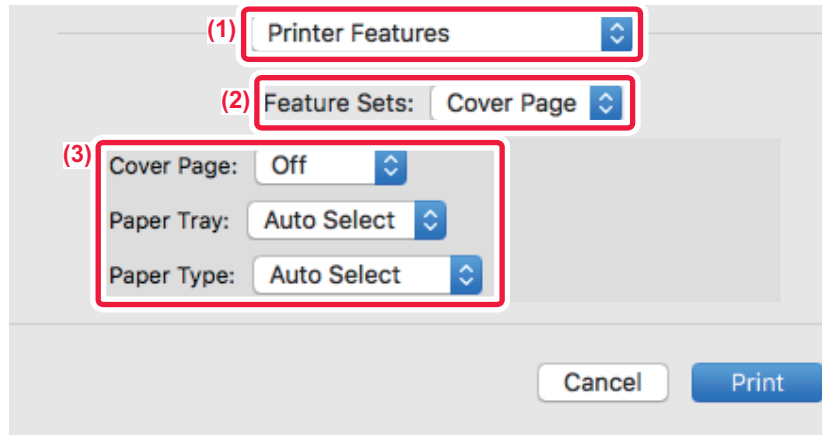 (1) Printer Features
(2) Feature Sets: Cover Page
(3) Cover Page: Off
Paper Tray: Auto Select
Paper Type: Auto Select
Cancel Print